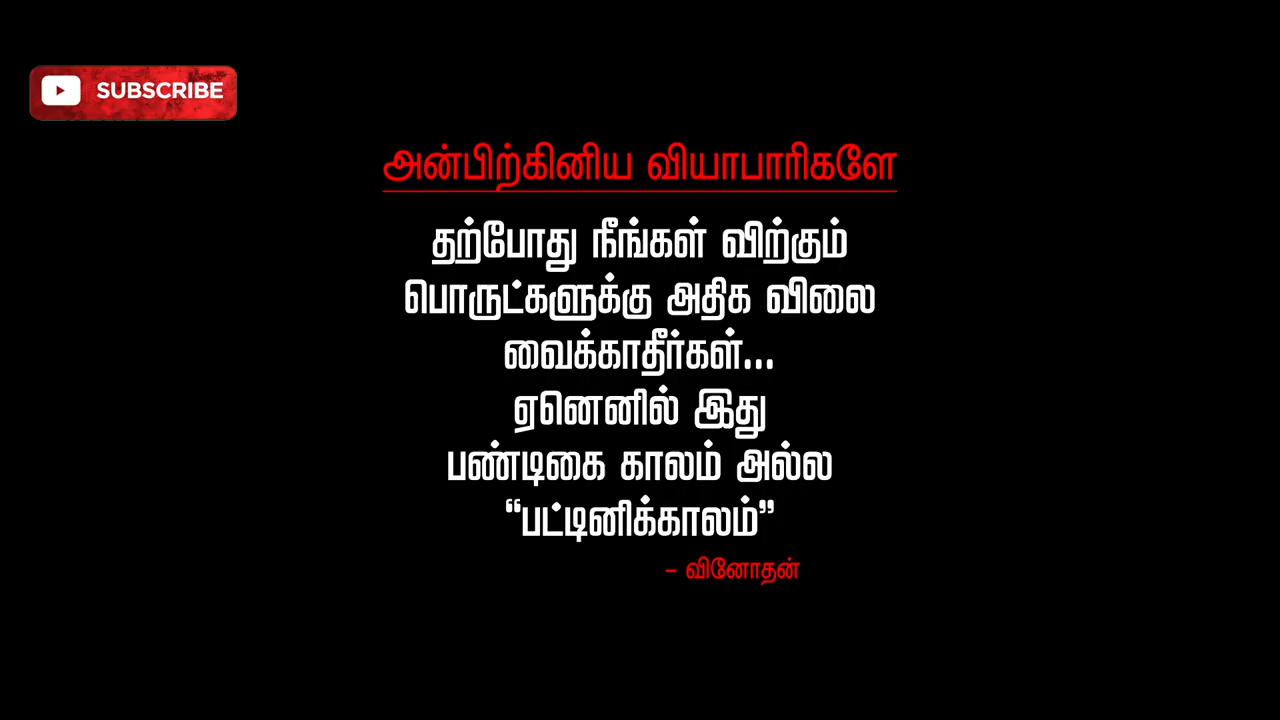 SUBSCRIBE
அன்பிற்கினிய வியாபாரிகளே
தற்போது நீங்கள் விற்கும்
பொருட்களுக்கு அதிக விலை
வைக்காதீர்கள்...
ஏனெனில் இது
பண்டிகை காலம் அல்ல
“பட்டினிக்காலம்”
– வினோதன்